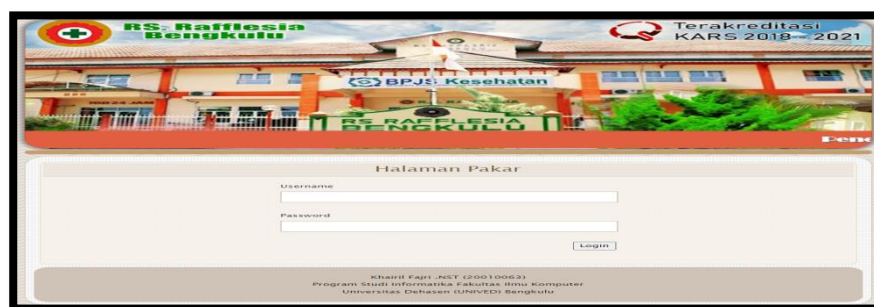 RS. Rafflesia
Bengkulu
Terakreditasi
KARS 2018 - 2021
BPJS Kesehatan
RS RAFFLESIA
BENGKULU
Halaman Pakar
Username
Password
Login
Khairil Fajri .NST (20010063)
Program Studi Informatika Fakultas Ilmu Komputer
Universitas Dehasen (UNIVED) Bengkulu